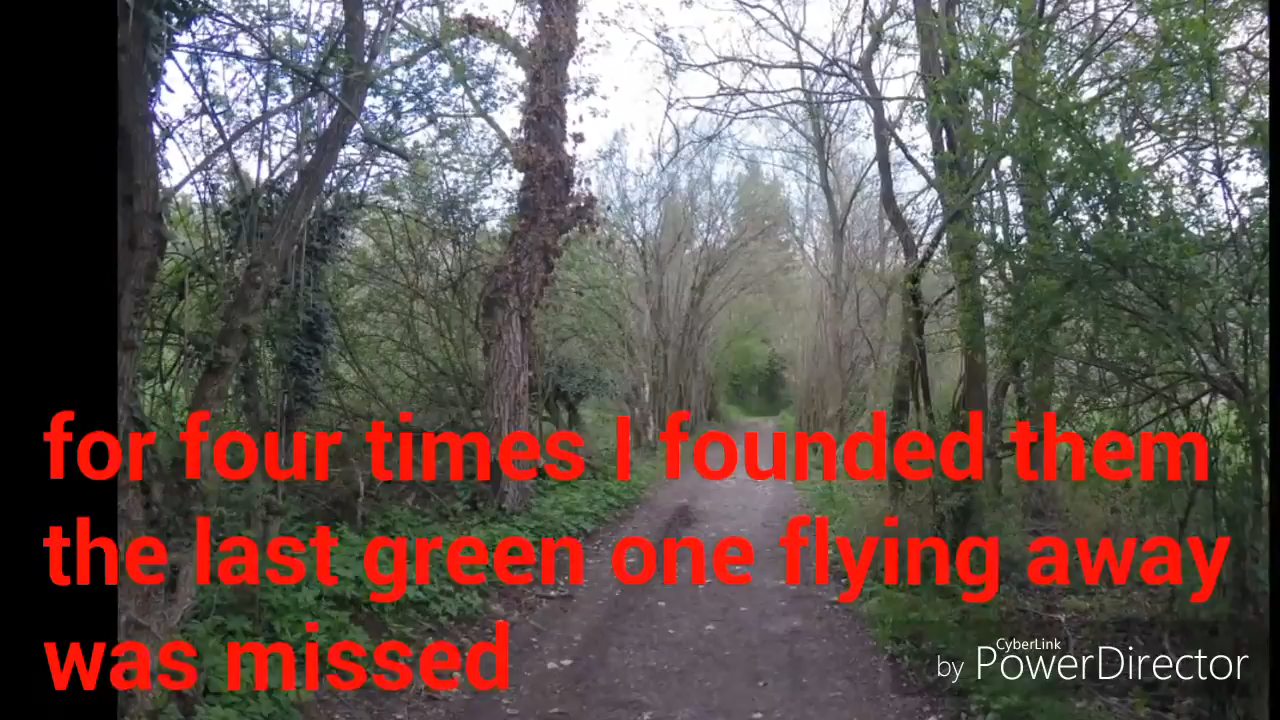 for four times I founded them
the last green one flying away
was missed
CyberLink
by PowerDirector